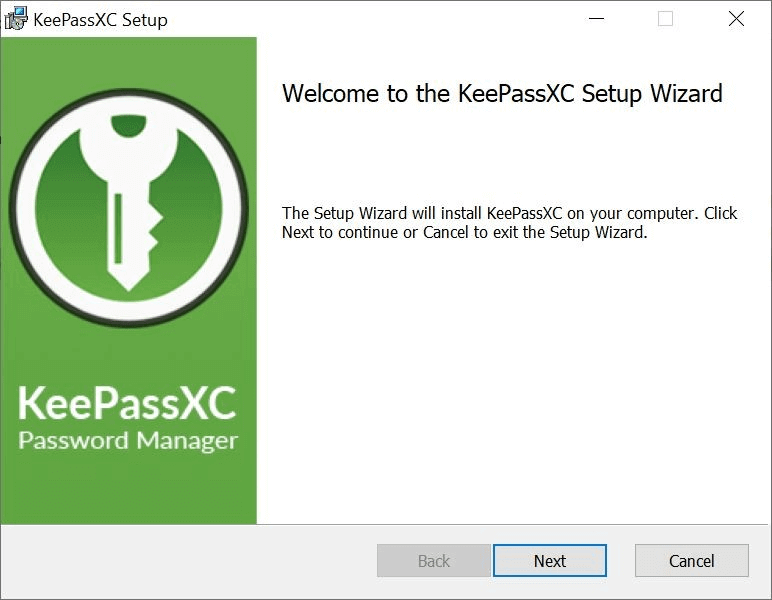 KeePassXC Setup
Welcome to the KeePassXC Setup Wizard
The Setup Wizard will install KeePassXC on your computer. Click
Next to continue or Cancel to exit the Setup Wizard.
KeePassXC
Password Manager
Back
Next
Cancel